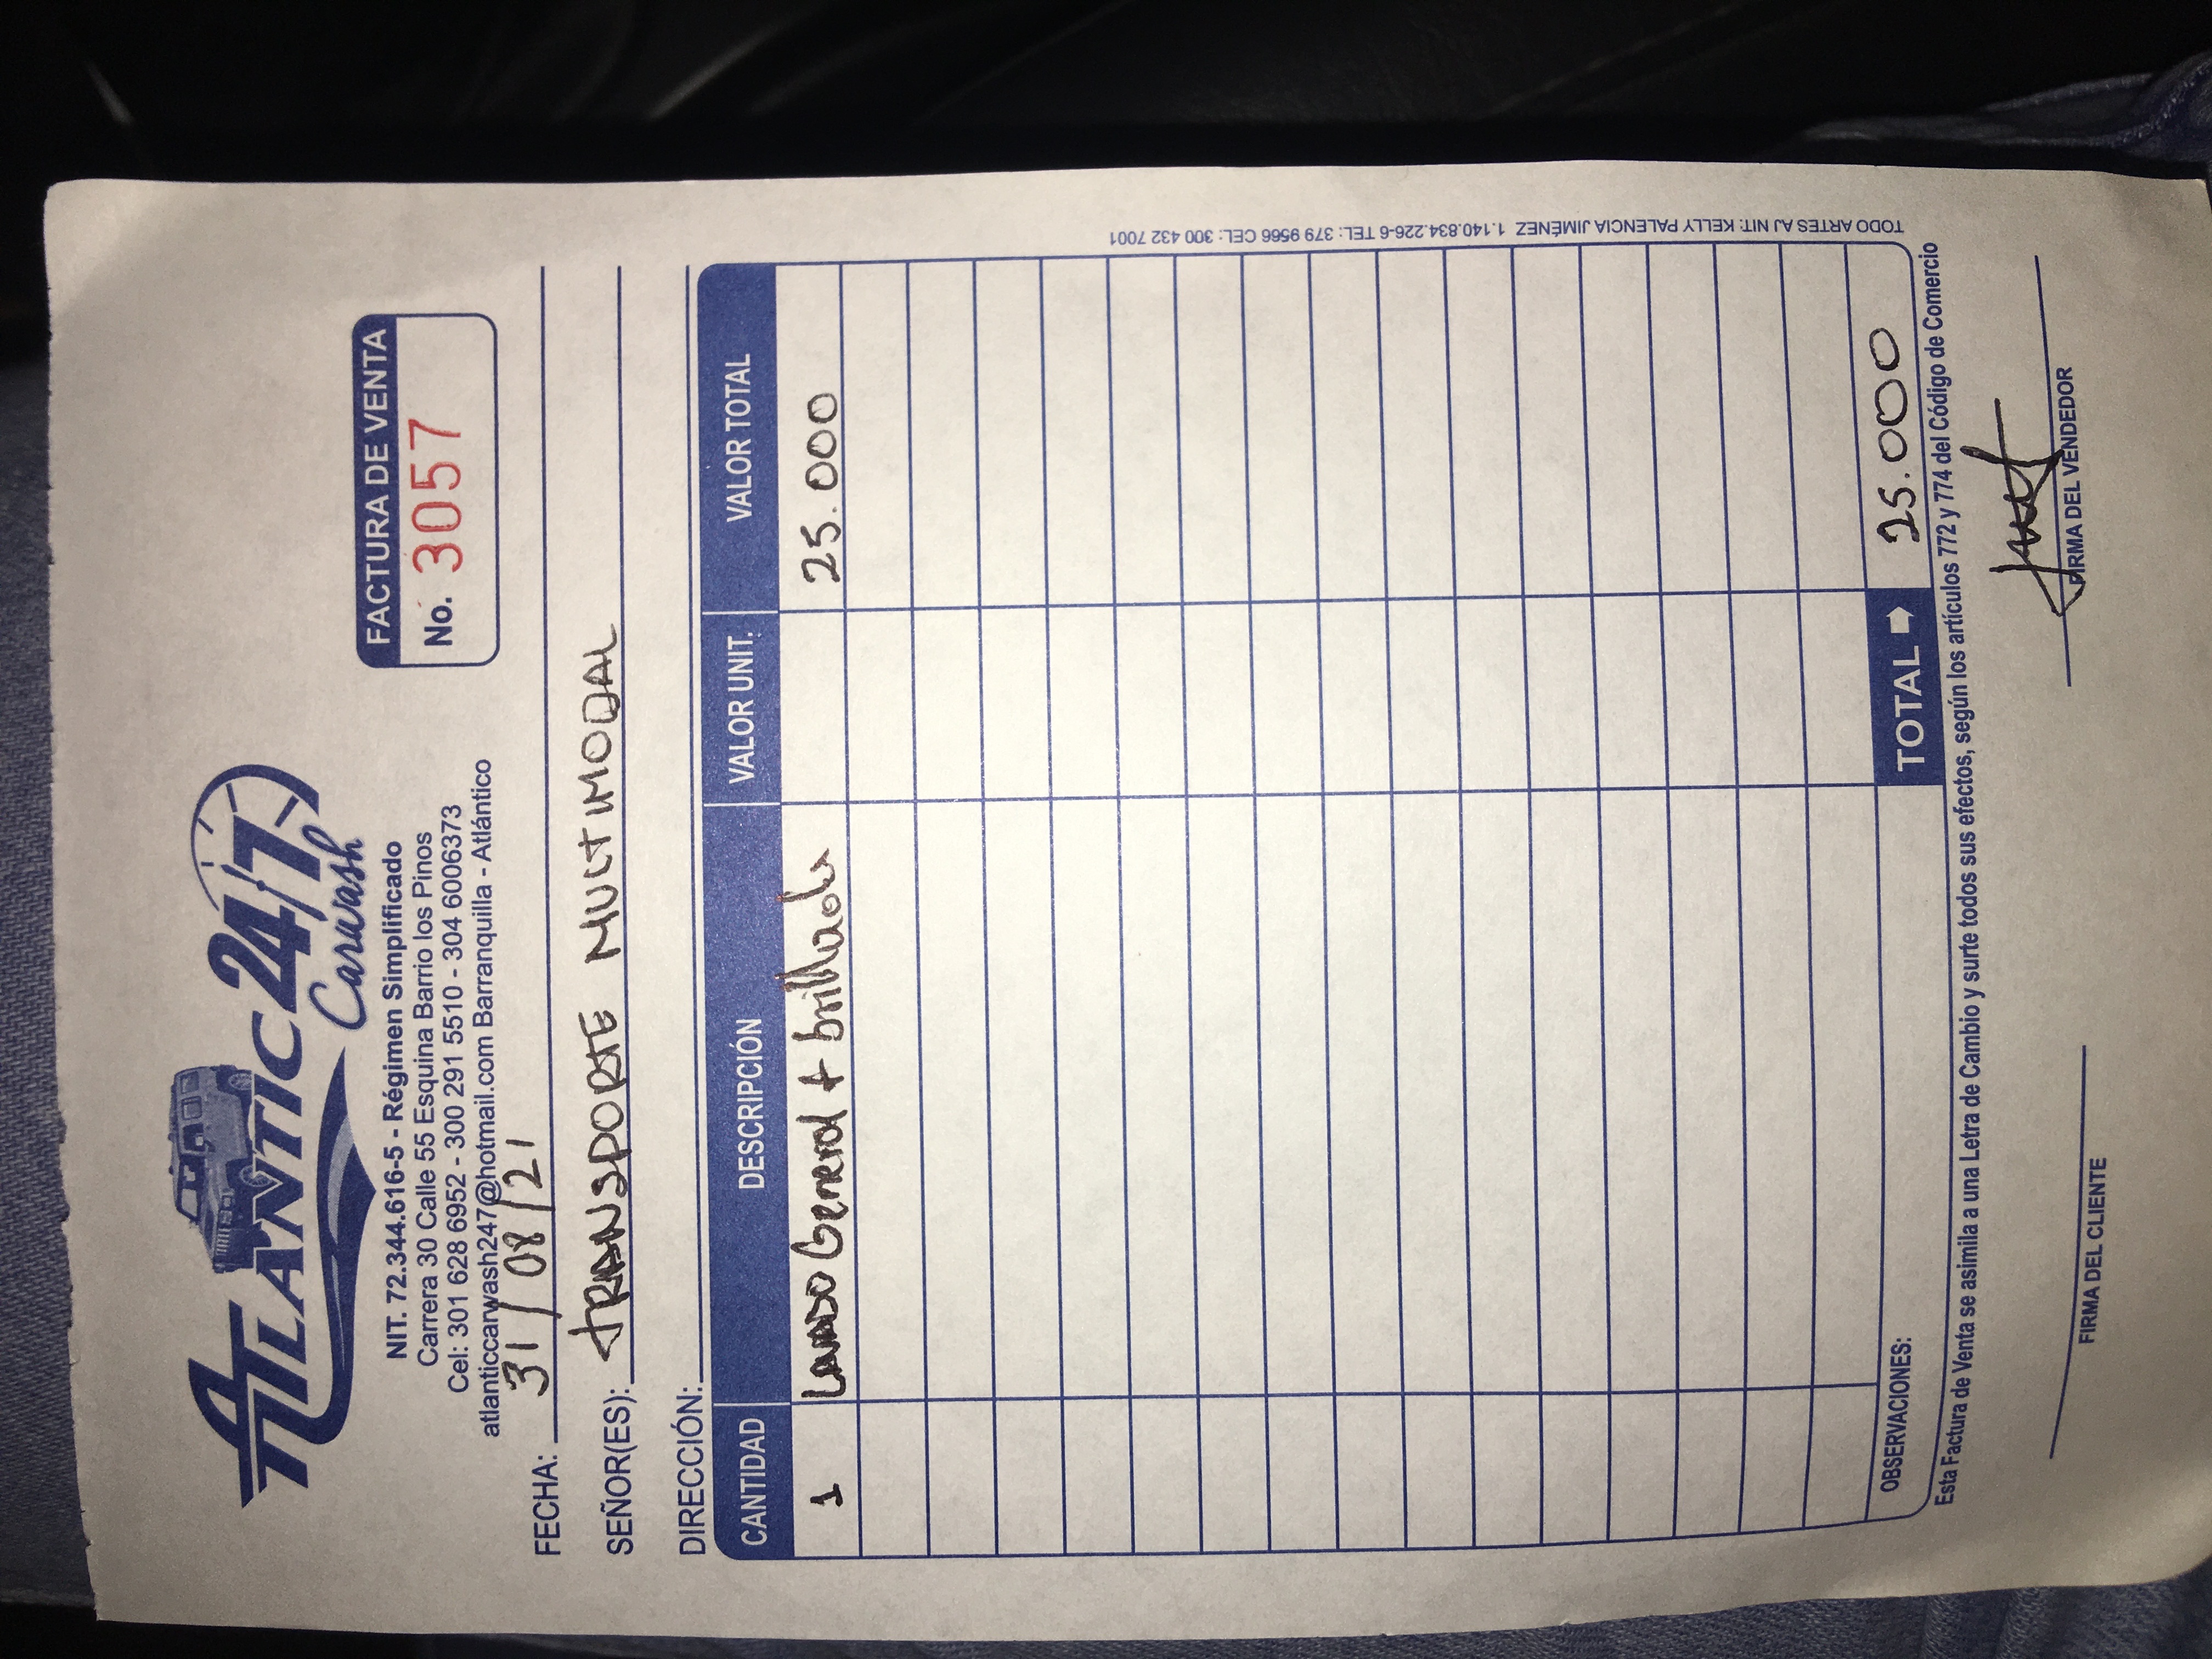 ATLANTIC 24/7
Carwash
NIT. 72.344.616-5 - Régimen Simplificado
Carrera 30 Calle 55 Esquina Barrio los Pinos
Cel: 301 628 6952 - 300 291 5510 - 304 6006373
atlanticcarwash247@hotmail.com Barranquilla - Atlántico
FACTURA DE VENTA
No. 3057
FECHA: 31/08/21
SEÑOR(ES): TRANSPORTE MULTIMODAL
DIRECCIÓN:
CANTIDAD DESCRIPCIÓN VALOR UNIT. VALOR TOTAL
1 LAVADO General + brillado 25.000
OBSERVACIONES:
TOTAL 25.000
Esta Factura de Venta se asimila a una Letra de Cambio y surte todos sus efectos, según los artículos 772 y 774 del Código de Comercio
FIRMA DEL CLIENTE
FIRMA DEL VENDEDOR
TODO ARTES AJ NIT: KELLY PALENCIA JIMÉNEZ 1.140.834.226-6 TEL: 379 9566 CEL: 300 432 7001